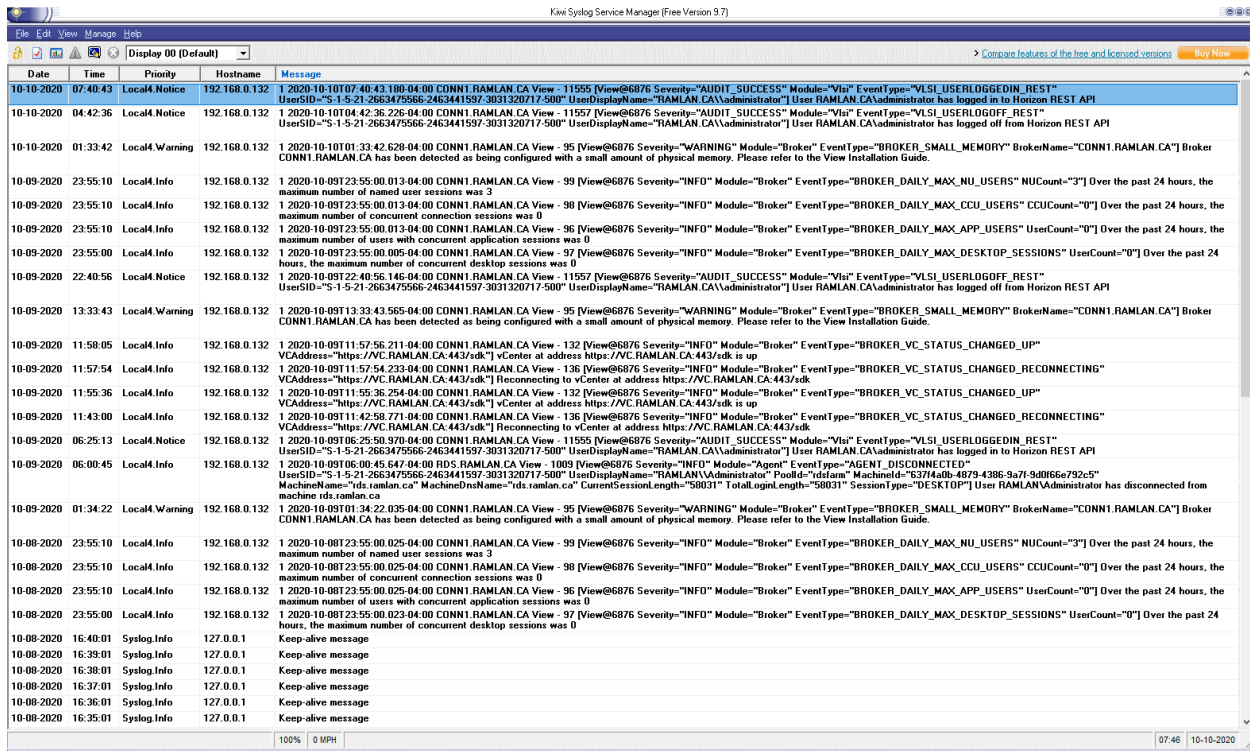 Kiwi Syslog Service Manager (Free Version 9.7)
File Edit View Manage Help
Display 00 (Default)
> Compare features of the free and licensed versions
Buy Now
Date Time Priority Hostname Message
10-10-2020 07:40:43 Local4.Notice 192.168.0.132 1 2020-10-10T07:40:43.180-04:00 CONN1.RAMLAN.CA View - 11555 [View@6876 Severity="AUDIT_SUCCESS" Module="Vlsi" EventType="VLSI_USERLOGGEDIN_REST"
UserSID="S-1-5-21-2663475566-2463441597-3031320717-500" UserDisplayName="RAMLAN.CA\\administrator"] User RAMLAN.CA\administrator has logged in to Horizon REST API
10-10-2020 04:42:36 Local4.Notice 192.168.0.132 1 2020-10-10T04:42:36.226-04:00 CONN1.RAMLAN.CA View - 11557 [View@6876 Severity="AUDIT_SUCCESS" Module="Vlsi" EventType="VLSI_USERLOGOFF_REST"
UserSID="S-1-5-21-2663475566-2463441597-3031320717-500" UserDisplayName="RAMLAN.CA\\administrator"] User RAMLAN.CA\administrator has logged off from Horizon REST API
10-10-2020 01:33:42 Local4.Warning 192.168.0.132 1 2020-10-10T01:33:42.628-04:00 CONN1.RAMLAN.CA View - 95 [View@6876 Severity="WARNING" Module="Broker" EventType="BROKER_SMALL_MEMORY" BrokerName="CONN1.RAMLAN.CA"] Broker
CONN1.RAMLAN.CA has been detected as being configured with a small amount of physical memory. Please refer to the View Installation Guide.
10-09-2020 23:55:10 Local4.Info 192.168.0.132 1 2020-10-09T23:55:00.013-04:00 CONN1.RAMLAN.CA View - 99 [View@6876 Severity="INFO" Module="Broker" EventType="BROKER_DAILY_MAX_NU_USERS" NUCount="3"] Over the past 24 hours, the
maximum number of named user sessions was 3
10-09-2020 23:55:10 Local4.Info 192.168.0.132 1 2020-10-09T23:55:00.013-04:00 CONN1.RAMLAN.CA View - 98 [View@6876 Severity="INFO" Module="Broker" EventType="BROKER_DAILY_MAX_CCU_USERS" CCUCount="0"] Over the past 24 hours, the
maximum number of concurrent connection sessions was 0
10-09-2020 23:55:10 Local4.Info 192.168.0.132 1 2020-10-09T23:55:00.013-04:00 CONN1.RAMLAN.CA View - 96 [View@6876 Severity="INFO" Module="Broker" EventType="BROKER_DAILY_MAX_APP_USERS" UserCount="0"] Over the past 24 hours, the
maximum number of users with concurrent application sessions was 0
10-09-2020 23:55:00 Local4.Info 192.168.0.132 1 2020-10-09T23:55:00.005-04:00 CONN1.RAMLAN.CA View - 97 [View@6876 Severity="INFO" Module="Broker" EventType="BROKER_DAILY_MAX_DESKTOP_SESSIONS" UserCount="0"] Over the past 24
hours, the maximum number of concurrent desktop sessions was 0
10-09-2020 22:40:56 Local4.Notice 192.168.0.132 1 2020-10-09T22:40:56.146-04:00 CONN1.RAMLAN.CA View - 11557 [View@6876 Severity="AUDIT_SUCCESS" Module="Vlsi" EventType="VLSI_USERLOGOFF_REST"
UserSID="S-1-5-21-2663475566-2463441597-3031320717-500" UserDisplayName="RAMLAN.CA\\administrator"] User RAMLAN.CA\administrator has logged off from Horizon REST API
10-09-2020 13:33:43 Local4.Warning 192.168.0.132 1 2020-10-09T13:33:43.565-04:00 CONN1.RAMLAN.CA View - 95 [View@6876 Severity="WARNING" Module="Broker" EventType="BROKER_SMALL_MEMORY" BrokerName="CONN1.RAMLAN.CA"] Broker
CONN1.RAMLAN.CA has been detected as being configured with a small amount of physical memory. Please refer to the View Installation Guide.
10-09-2020 11:58:05 Local4.Info 192.168.0.132 1 2020-10-09T11:57:56.211-04:00 CONN1.RAMLAN.CA View - 132 [View@6876 Severity="INFO" Module="Broker" EventType="BROKER_VC_STATUS_CHANGED_UP"
VCAddress="https://VC.RAMLAN.CA:443/sdk"] vCenter at address https://VC.RAMLAN.CA:443/sdk is up
10-09-2020 11:57:54 Local4.Info 192.168.0.132 1 2020-10-09T11:57:54.233-04:00 CONN1.RAMLAN.CA View - 136 [View@6876 Severity="INFO" Module="Broker" EventType="BROKER_VC_STATUS_CHANGED_RECONNECTING"
VCAddress="https://VC.RAMLAN.CA:443/sdk"] Reconnecting to vCenter at address https://VC.RAMLAN.CA:443/sdk
10-09-2020 11:55:36 Local4.Info 192.168.0.132 1 2020-10-09T11:55:36.254-04:00 CONN1.RAMLAN.CA View - 132 [View@6876 Severity="INFO" Module="Broker" EventType="BROKER_VC_STATUS_CHANGED_UP"
VCAddress="https://VC.RAMLAN.CA:443/sdk"] vCenter at address https://VC.RAMLAN.CA:443/sdk is up
10-09-2020 11:43:00 Local4.Info 192.168.0.132 1 2020-10-09T11:42:58.771-04:00 CONN1.RAMLAN.CA View - 136 [View@6876 Severity="INFO" Module="Broker" EventType="BROKER_VC_STATUS_CHANGED_RECONNECTING"
VCAddress="https://VC.RAMLAN.CA:443/sdk"] Reconnecting to vCenter at address https://VC.RAMLAN.CA:443/sdk
10-09-2020 06:25:13 Local4.Notice 192.168.0.132 1 2020-10-09T06:25:50.970-04:00 CONN1.RAMLAN.CA View - 11555 [View@6876 Severity="AUDIT_SUCCESS" Module="Vlsi" EventType="VLSI_USERLOGGEDIN_REST"
UserSID="S-1-5-21-2663475566-2463441597-3031320717-500" UserDisplayName="RAMLAN.CA\\administrator"] User RAMLAN.CA\administrator has logged in to Horizon REST API
10-09-2020 06:00:45 Local4.Info 192.168.0.132 1 2020-10-09T06:00:45.647-04:00 RDS.RAMLAN.CA View - 1009 [View@6876 Severity="INFO" Module="Agent" EventType="AGENT_DISCONNECTED"
UserSID="S-1-5-21-2663475566-2463441597-3031320717-500" UserDisplayName="RAMLAN\\Administrator" PoolId="rdsfarm" MachineId="637f4a0b-4879-4386-9a7f-9d0f66e792c5"
MachineName="rds.ramlan.ca" MachineDnsName="rds.ramlan.ca" CurrentSessionLength="58031" TotalLoginLength="58031" SessionType="DESKTOP"] User RAMLAN\Administrator has disconnected from
machine rds.ramlan.ca
10-09-2020 01:34:22 Local4.Warning 192.168.0.132 1 2020-10-09T01:34:22.035-04:00 CONN1.RAMLAN.CA View - 95 [View@6876 Severity="WARNING" Module="Broker" EventType="BROKER_SMALL_MEMORY" BrokerName="CONN1.RAMLAN.CA"] Broker
CONN1.RAMLAN.CA has been detected as being configured with a small amount of physical memory. Please refer to the View Installation Guide.
10-08-2020 23:55:10 Local4.Info 192.168.0.132 1 2020-10-08T23:55:00.025-04:00 CONN1.RAMLAN.CA View - 99 [View@6876 Severity="INFO" Module="Broker" EventType="BROKER_DAILY_MAX_NU_USERS" NUCount="3"] Over the past 24 hours, the
maximum number of named user sessions was 3
10-08-2020 23:55:10 Local4.Info 192.168.0.132 1 2020-10-08T23:55:00.025-04:00 CONN1.RAMLAN.CA View - 98 [View@6876 Severity="INFO" Module="Broker" EventType="BROKER_DAILY_MAX_CCU_USERS" CCUCount="0"] Over the past 24 hours, the
maximum number of concurrent connection sessions was 0
10-08-2020 23:55:10 Local4.Info 192.168.0.132 1 2020-10-08T23:55:00.025-04:00 CONN1.RAMLAN.CA View - 96 [View@6876 Severity="INFO" Module="Broker" EventType="BROKER_DAILY_MAX_APP_USERS" UserCount="0"] Over the past 24 hours, the
maximum number of users with concurrent application sessions was 0
10-08-2020 23:55:00 Local4.Info 192.168.0.132 1 2020-10-08T23:55:00.023-04:00 CONN1.RAMLAN.CA View - 97 [View@6876 Severity="INFO" Module="Broker" EventType="BROKER_DAILY_MAX_DESKTOP_SESSIONS" UserCount="0"] Over the past 24
hours, the maximum number of concurrent desktop sessions was 0
10-08-2020 16:40:01 Syslog.Info 127.0.0.1 Keep-alive message
10-08-2020 16:39:01 Syslog.Info 127.0.0.1 Keep-alive message
10-08-2020 16:38:01 Syslog.Info 127.0.0.1 Keep-alive message
10-08-2020 16:37:01 Syslog.Info 127.0.0.1 Keep-alive message
10-08-2020 16:36:01 Syslog.Info 127.0.0.1 Keep-alive message
10-08-2020 16:35:01 Syslog.Info 127.0.0.1 Keep-alive message
100% 0 MPH 07:46 10-10-2020